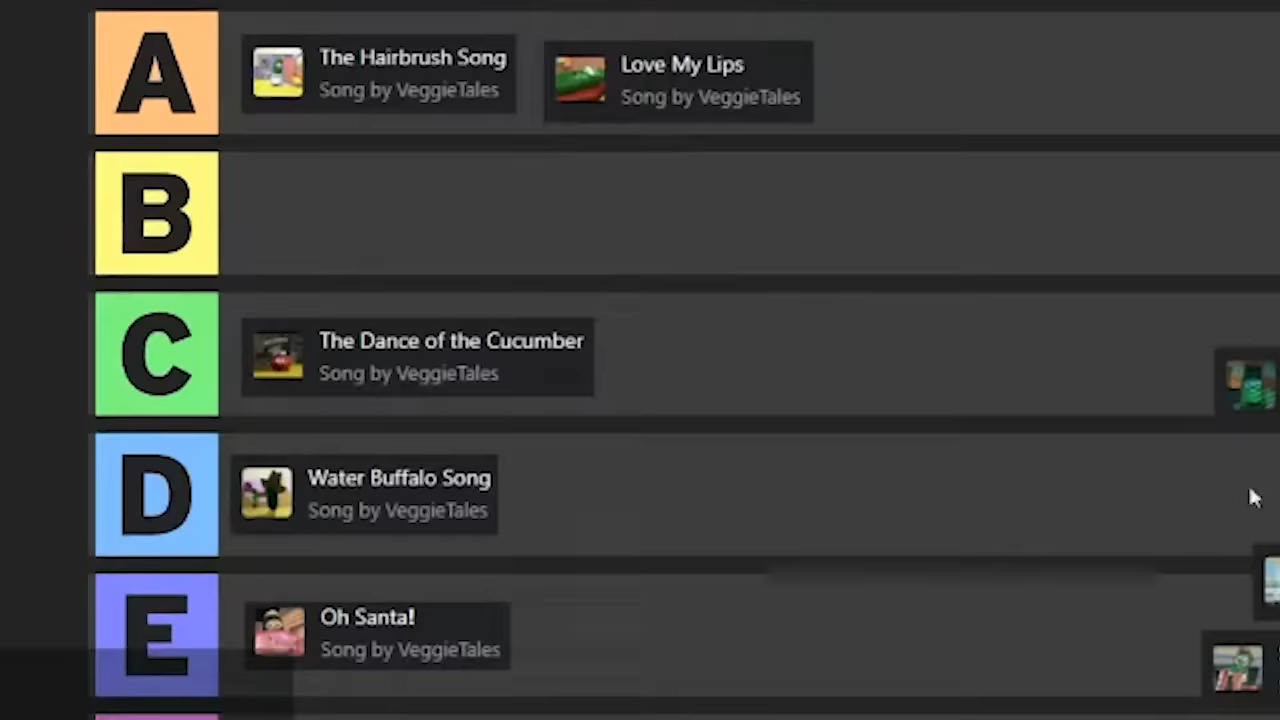 A
The Hairbrush Song
Song by VeggieTales
Love My Lips
Song by VeggieTales
B
C
The Dance of the Cucumber
Song by VeggieTales
D
Water Buffalo Song
Song by VeggieTales
E
Oh Santa!
Song by VeggieTales